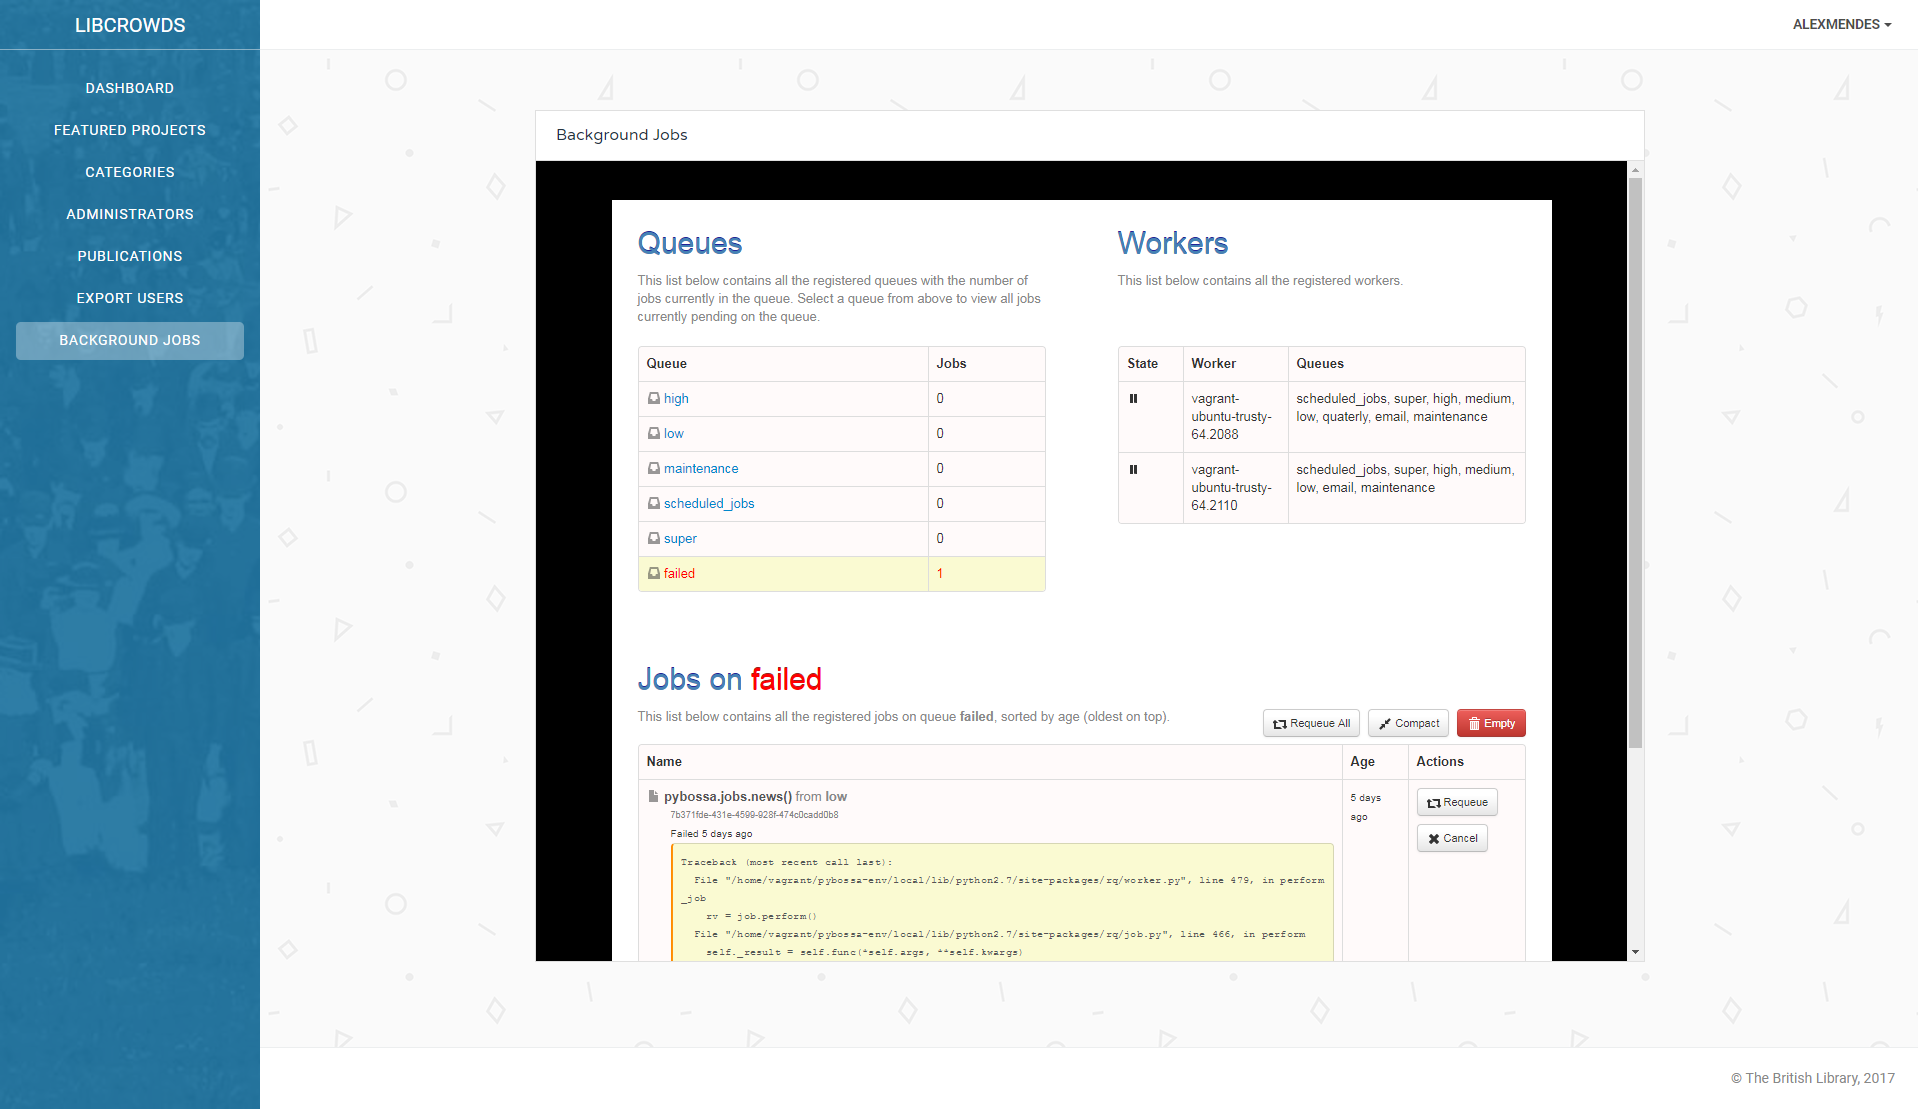 LIBCROWDS
ALEXMENDES
DASHBOARD
FEATURED PROJECTS
CATEGORIES
ADMINISTRATORS
PUBLICATIONS
EXPORT USERS
BACKGROUND JOBS
Background Jobs
Queues
This list below contains all the registered queues with the number of
jobs currently in the queue. Select a queue from above to view all jobs
currently pending on the queue.
Queue Jobs
high 0
low 0
maintenance 0
scheduled_jobs 0
super 0
failed 1
Workers
This list below contains all the registered workers.
State Worker Queues
vagrant-
ubuntu-trusty-
64.2088
scheduled_jobs, super, high, medium,
low, quaterly, email, maintenance
vagrant-
ubuntu-trusty-
64.2110
scheduled_jobs, super, high, medium,
low, email, maintenance
Jobs on failed
This list below contains all the registered jobs on queue failed, sorted by age (oldest on top).
Requeue All Compact Empty
Name Age Actions
pybossa.jobs.news() from low
7b371fde-431e-4599-928f-474c0cadd0b8
Failed 5 days ago
Traceback (most recent call last):
File "/home/vagrant/pybossa-env/local/lib/python2.7/site-packages/rq/worker.py", line 479, in perform
_job
rv = job.perform()
File "/home/vagrant/pybossa-env/local/lib/python2.7/site-packages/rq/job.py", line 466, in perform
self._result = self.func(*self.args, **self.kwargs)
5 days
ago
Requeue
Cancel
© The British Library, 2017